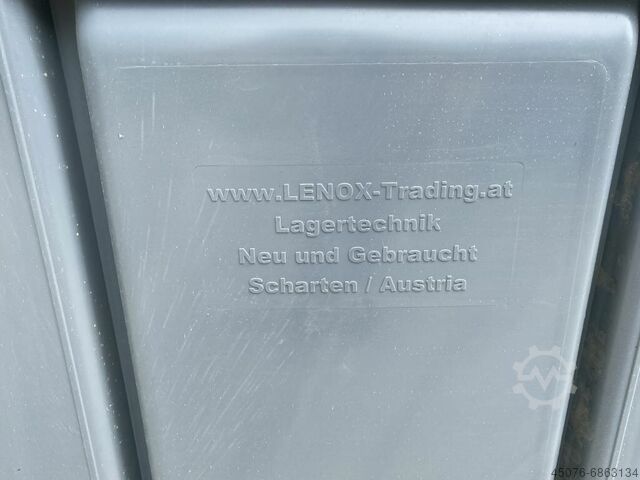 www.LENOX-Trading.at
Lagertechnik
Neu und Gebraucht
Scharten / Austria
45076-6863134